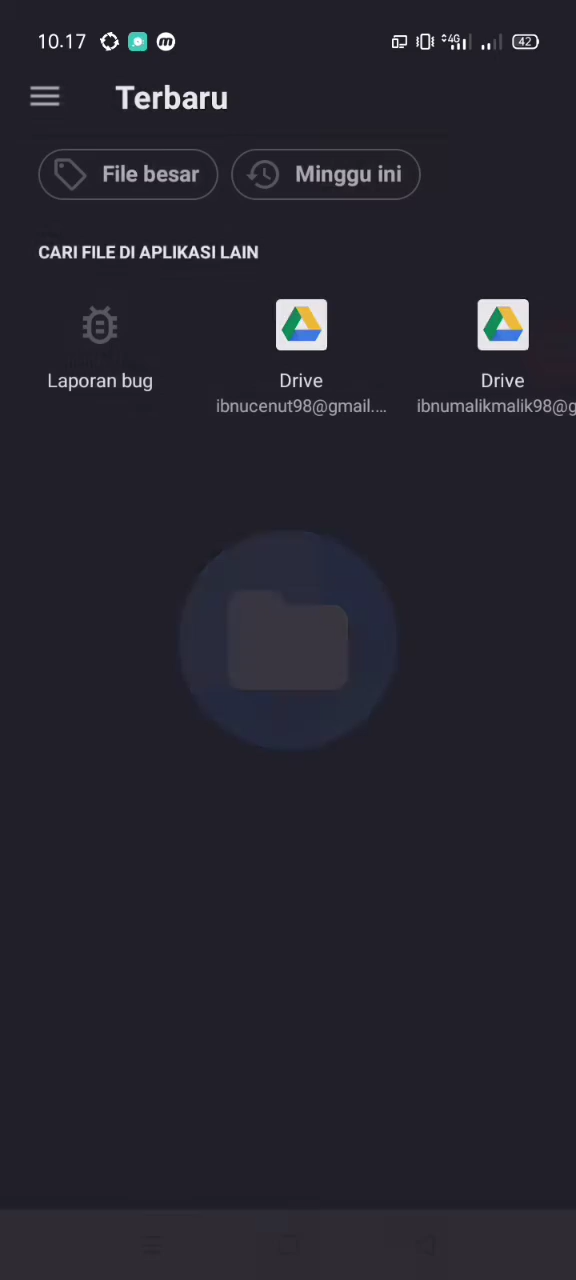 10.17 4G 42
Terbaru
File besar Minggu ini
CARI FILE DI APLIKASI LAIN
Laporan bug Drive Drive
ibnucenut98@gmail.... ibnumalikmalik98@g